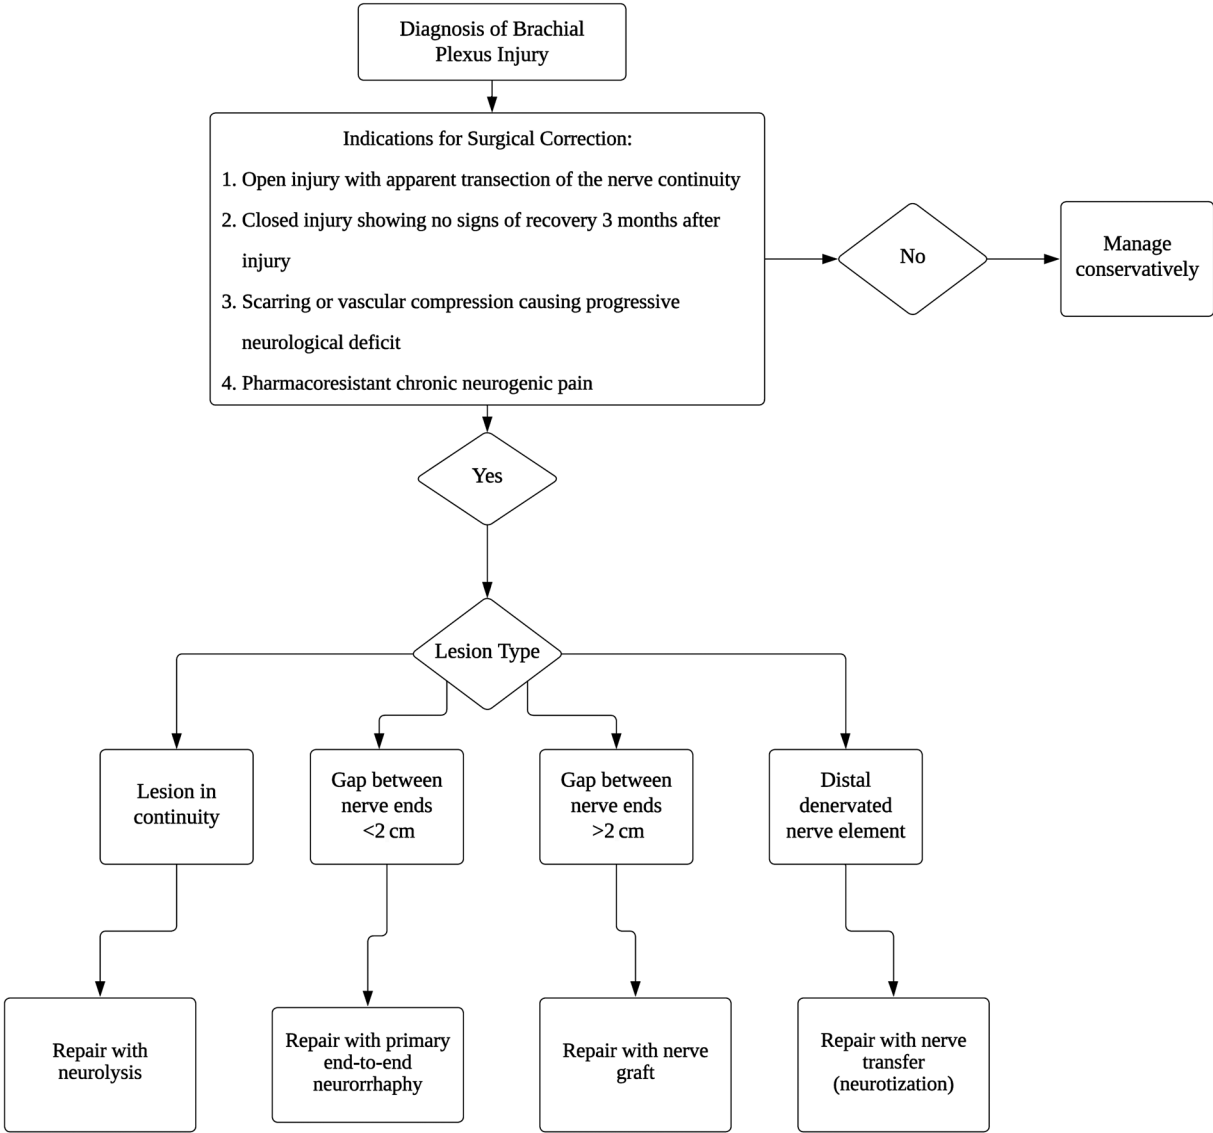 Diagnosis of Brachial
Plexus Injury
Indications for Surgical Correction:
1. Open injury with apparent transection of the nerve continuity
2. Closed injury showing no signs of recovery 3 months after
injury
3. Scarring or vascular compression causing progressive
neurological deficit
4. Pharmacoresistant chronic neurogenic pain
No
Manage
conservatively
Yes
Lesion Type
Lesion in
continuity
Gap between
nerve ends
<2 cm
Gap between
nerve ends
>2 cm
Distal
denervated
nerve element
Repair with
neurolysis
Repair with primary
end-to-end
neurorrhaphy
Repair with nerve
graft
Repair with nerve
transfer
(neurotization)